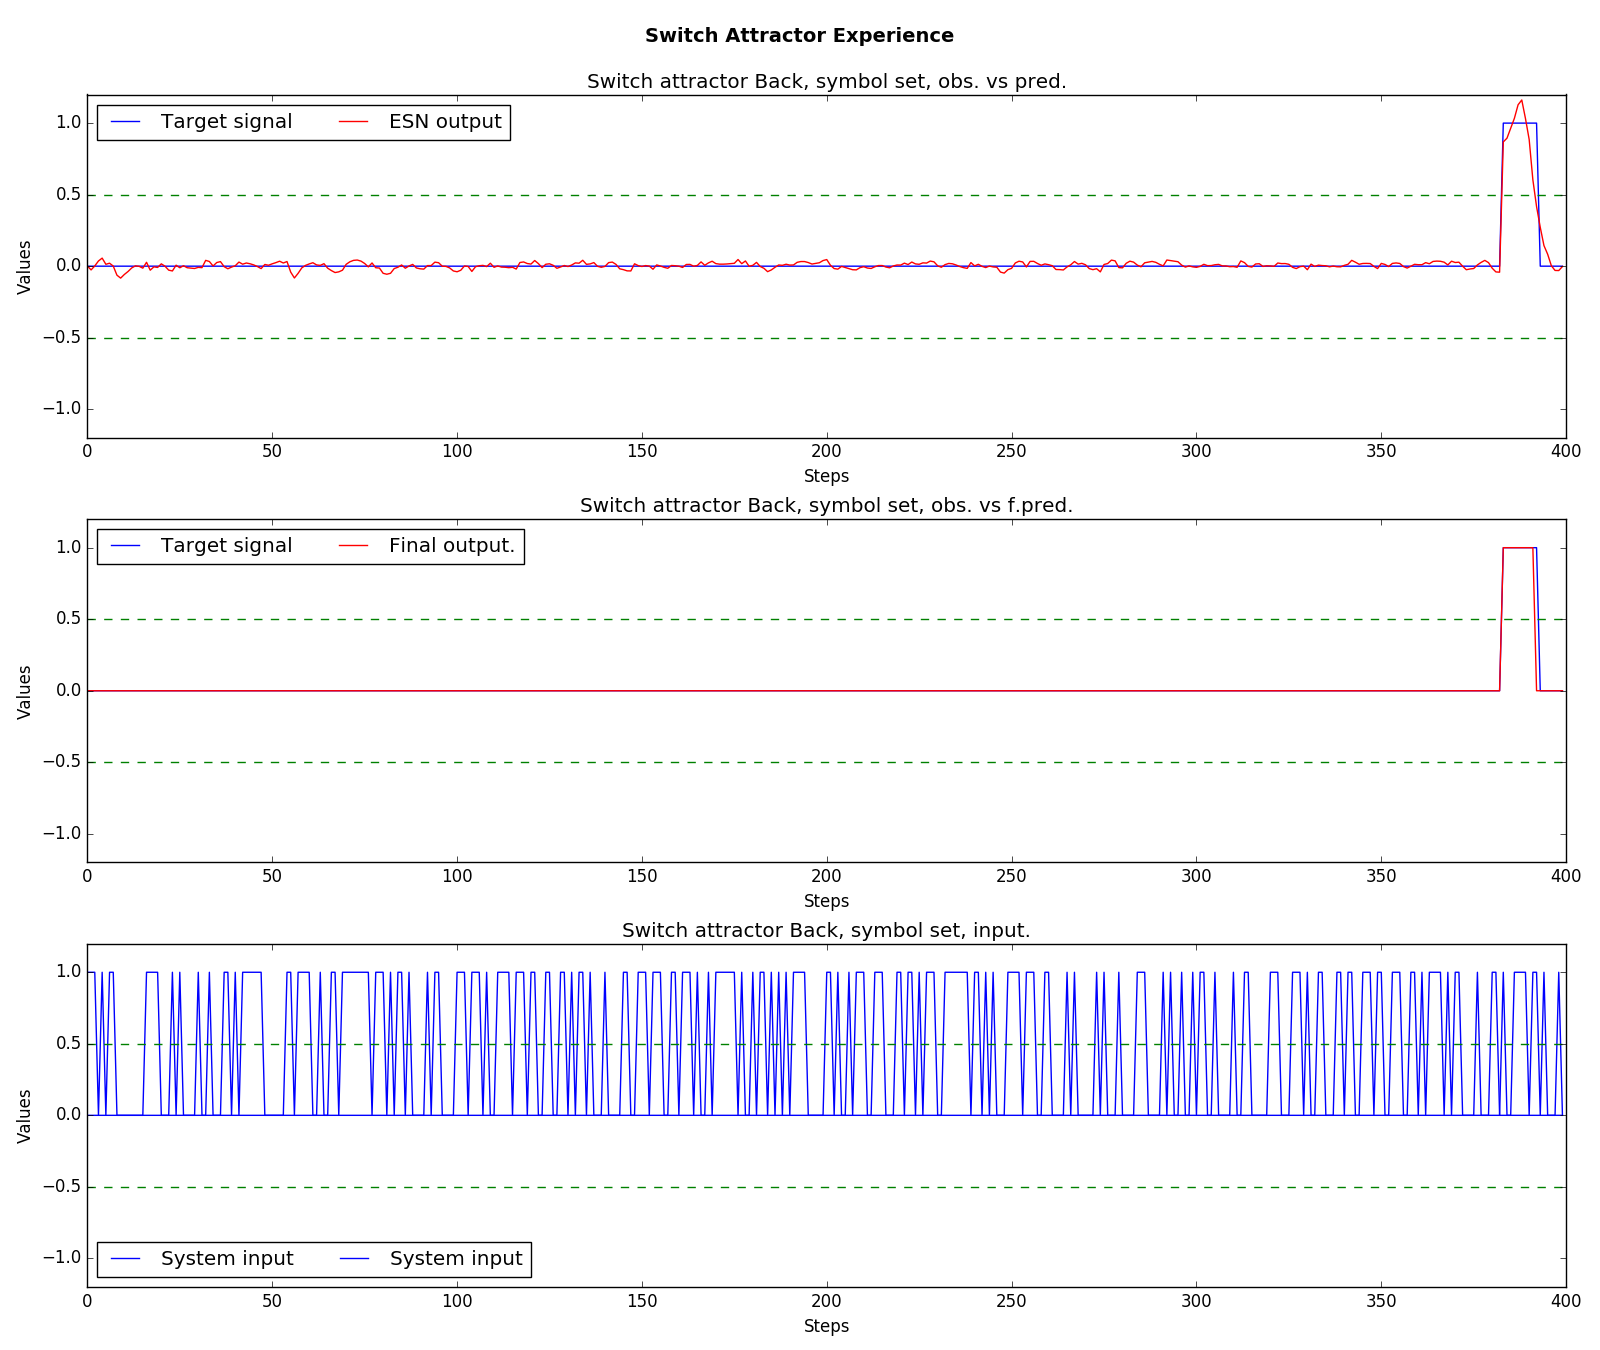 Switch Attractor Experience
Switch attractor Back, symbol set, obs. vs pred.
Target signal ESN output
1.0
0.5
0.0
−0.5
−1.0
Values
0 50 100 150 200 250 300 350 400
Steps
Switch attractor Back, symbol set, obs. vs f.pred.
Target signal Final output.
1.0
0.5
0.0
−0.5
−1.0
Values
0 50 100 150 200 250 300 350 400
Steps
Switch attractor Back, symbol set, input.
1.0
0.5
0.0
−0.5
−1.0
Values
System input System input
0 50 100 150 200 250 300 350 400
Steps